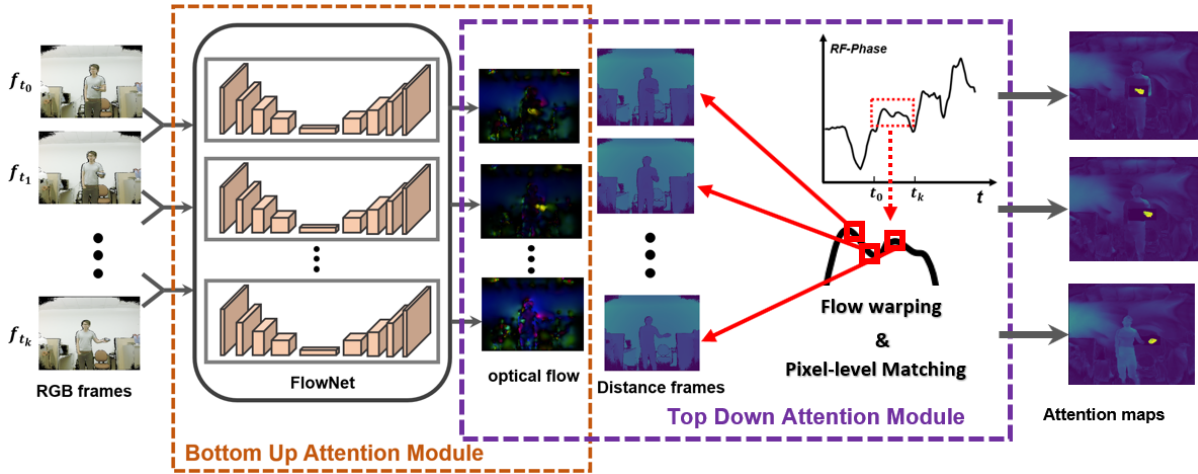 f_{t_0}
f_{t_1}
f_{t_k}
RGB frames
FlowNet
Bottom Up Attention Module
optical flow
Distance frames
RF-Phase
t_0
t_k
t
Flow warping
&
Pixel-level Matching
Top Down Attention Module
Attention maps